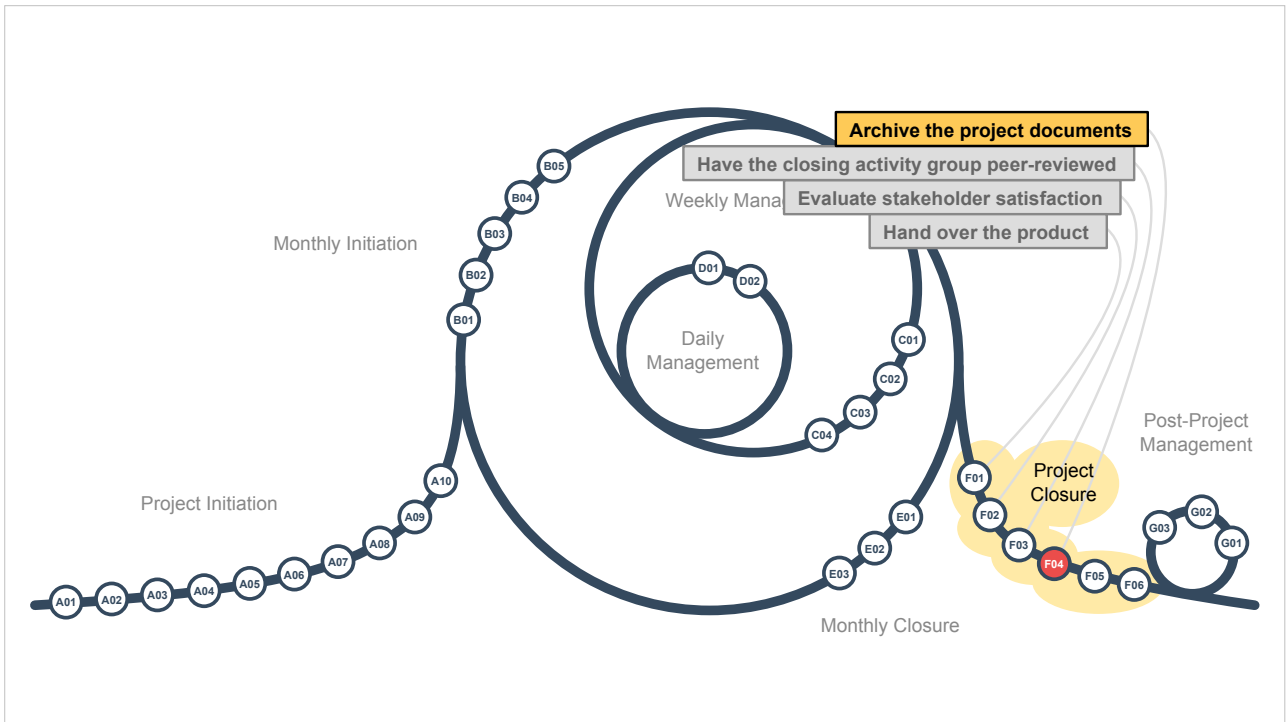 Archive the project documents
Have the closing activity group peer-reviewed
Weekly Mana
Evaluate stakeholder satisfaction
Hand over the product
Monthly Initiation
B05
B04
B03
B02
B01
D01
D02
Daily
Management
C01
C02
C03
C04
Post-Project
Management
Project
Closure
Project Initiation
A10
A09
A08
A07
A06
A05
A04
A03
A02
A01
E01
E02
E03
Monthly Closure
F01
F02
F03
F04
F05
F06
G03
G02
G01